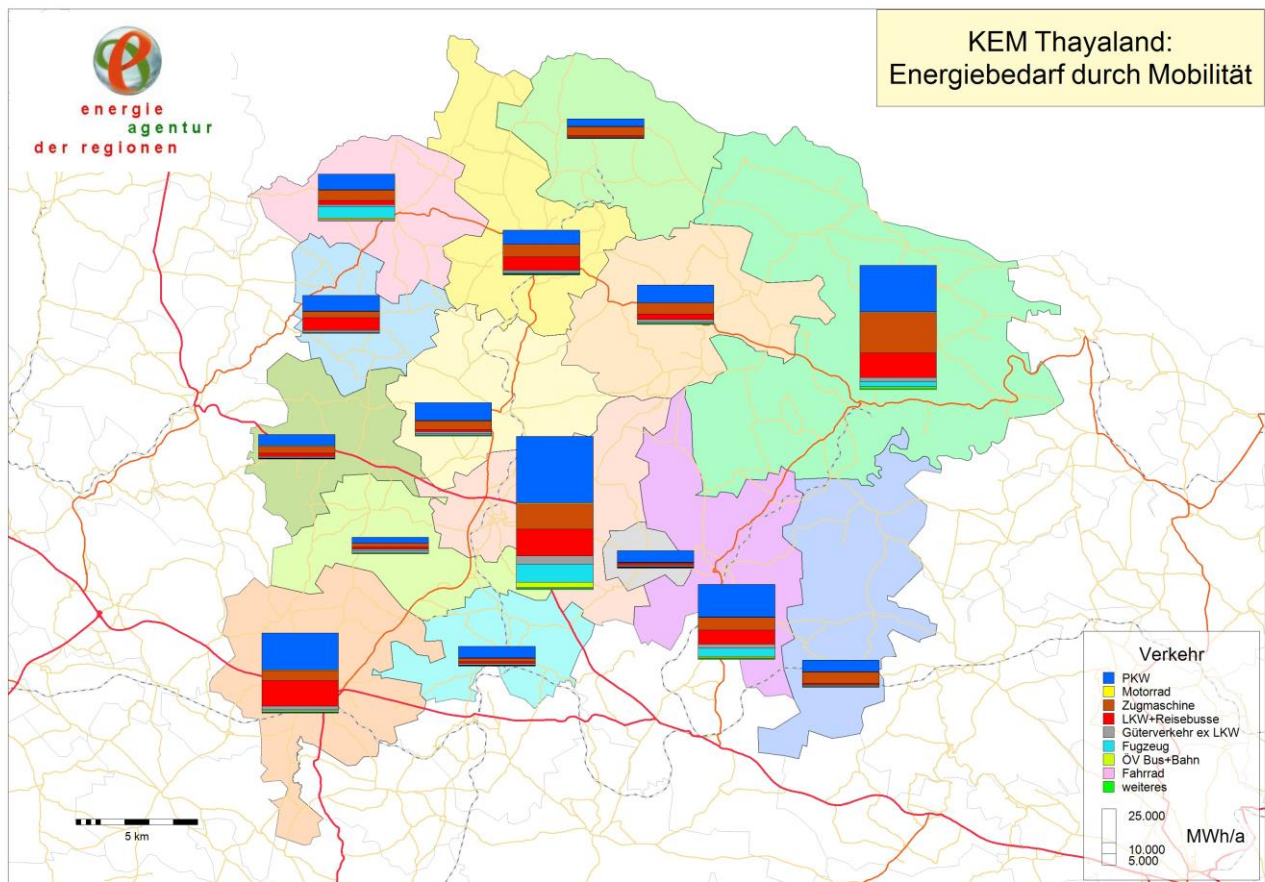 energie
agentur
der regionen
KEM Thayaland:
Energiebedarf durch Mobilität
Verkehr
PKW
Motorrad
Zugmaschine
LKW+Reisebusse
Güterverkehr ex LKW
Fugzeug
ÖV Bus+Bahn
Fahrrad
weiteres
25.000
MWh/a
10.000
5.000
5 km